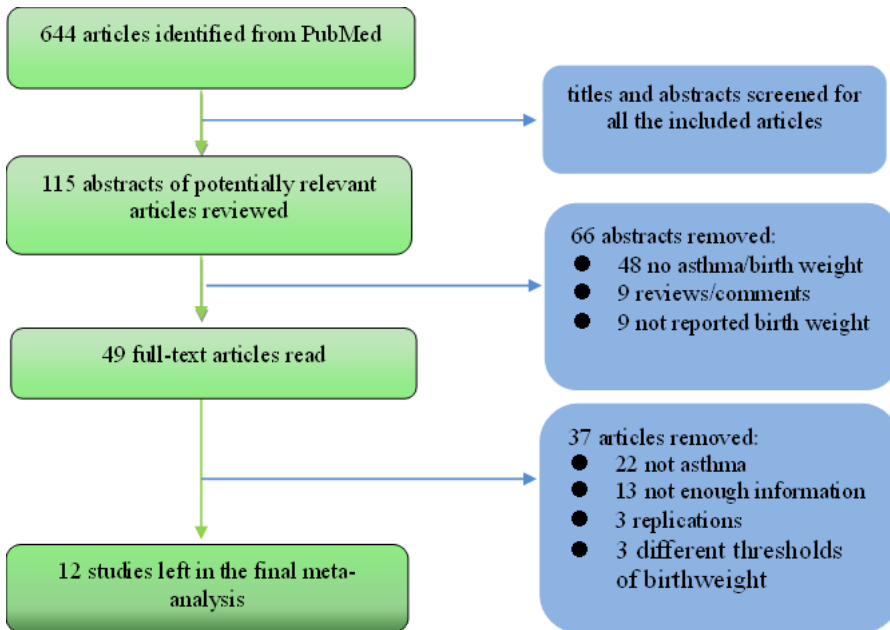 644 articles identified from PubMed
titles and abstracts screened for
all the included articles
115 abstracts of potentially relevant
articles reviewed
66 abstracts removed:
● 48 no asthma/birth weight
● 9 reviews/comments
● 9 not reported birth weight
49 full-text articles read
37 articles removed:
● 22 not asthma
● 13 not enough information
● 3 replications
● 3 different thresholds
of birthweight
12 studies left in the final meta-
analysis